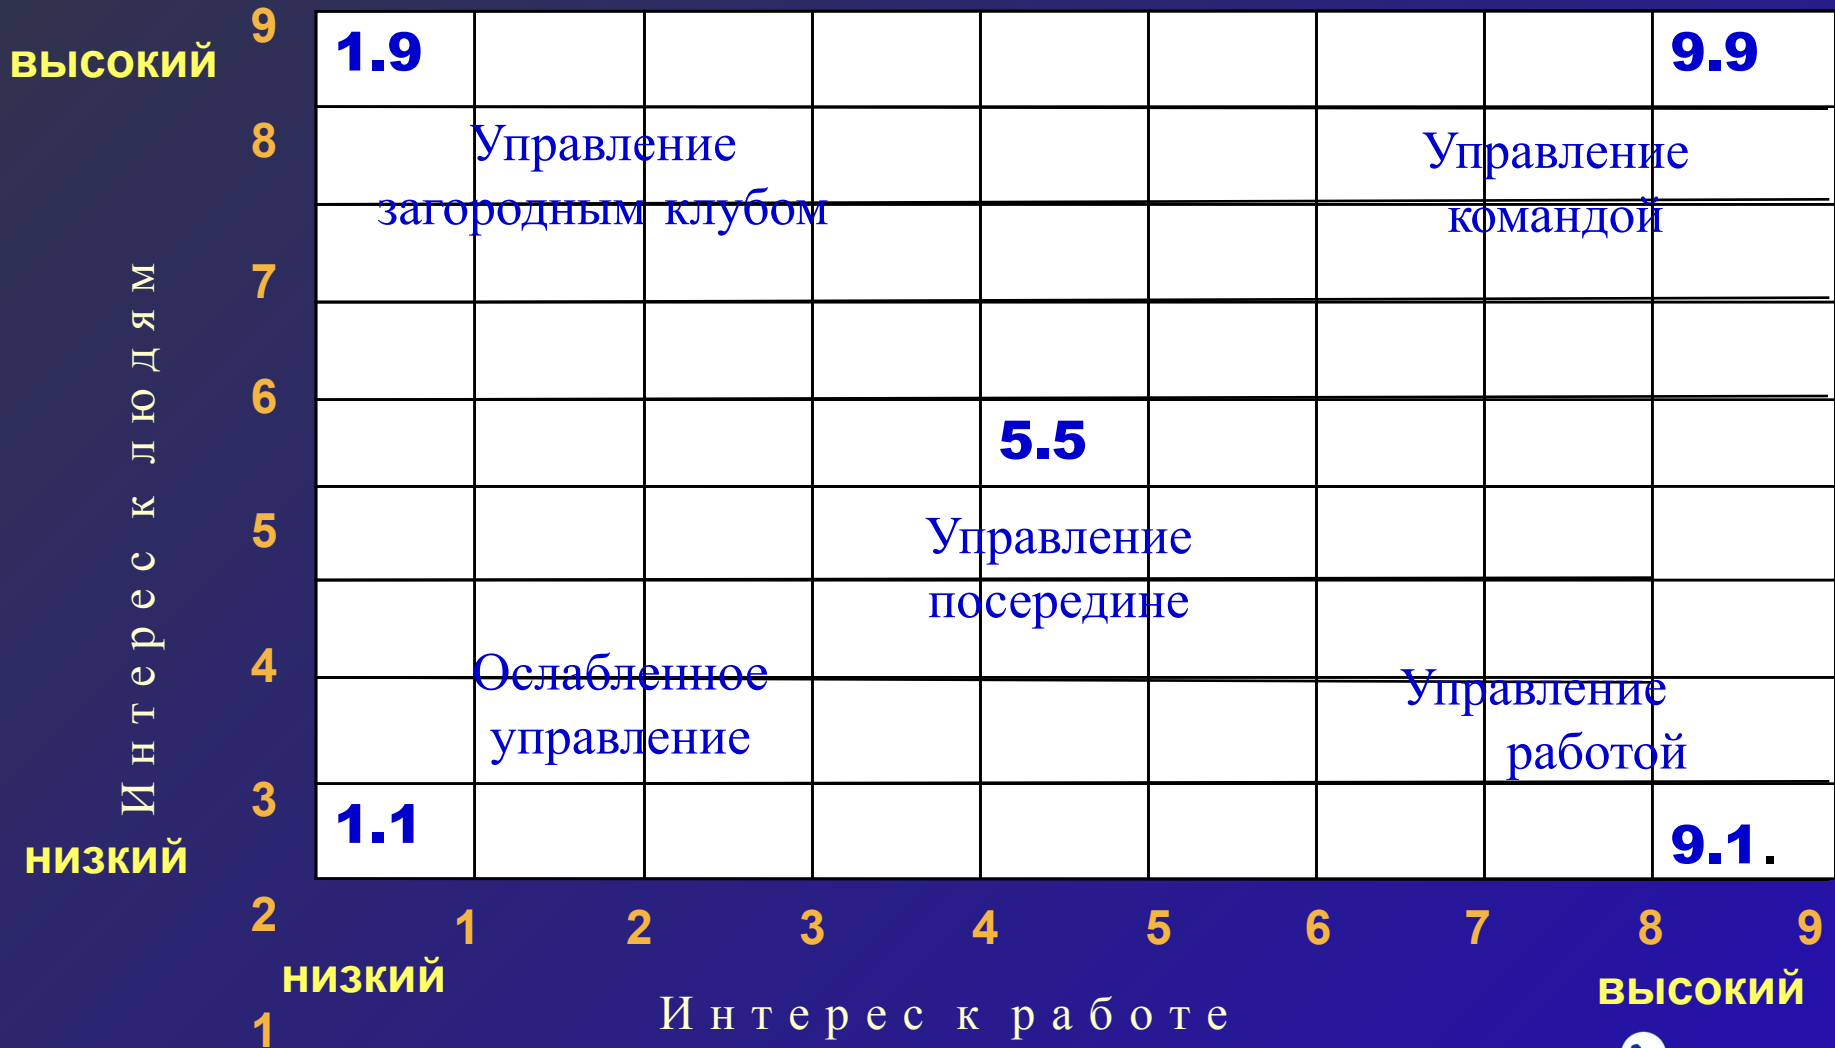 9
высокий
1.9
9.9
8
Управление
загородным клубом
Управление
командой
7
Интерес к людям
6
5.5
5
Управление
посередине
4
Ослабленное
управление
Управление
работой
3
1.1
9.1.
низкий
2
1 2 3 4 5 6 7 8 9
низкий
высокий
Интерес к работе
1